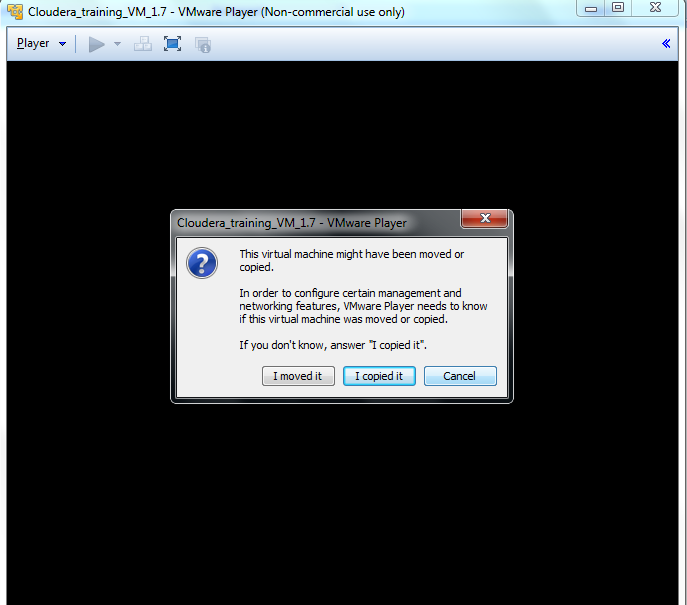 Cloudera_training_VM_1.7 - VMware Player (Non-commercial use only)
Player
Cloudera_training_VM_1.7 - VMware Player
This virtual machine might have been moved or
copied.
In order to configure certain management and
networking features, VMware Player needs to know
if this virtual machine was moved or copied.
If you don't know, answer "I copied it".
I moved it
I copied it
Cancel